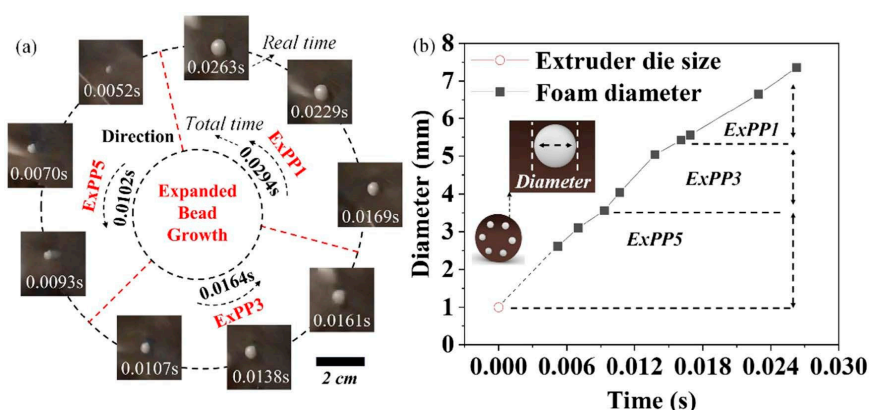 (a)
Real time
0.0263s
0.0052s
0.0229s
Direction
Total time
ExPP1
0.0294s
0.0070s
ExPP5
0.0102s
Expanded
Bead
Growth
0.0169s
0.0093s
0.0164s
ExPP3
0.0161s
0.0107s
0.0138s
2 cm
(b)
Extruder die size
Foam diameter
ExPP1
Diameter
ExPP3
ExPP5
Diameter (mm)
8
7
6
5
4
3
2
1
0
0.000 0.006 0.012 0.018 0.024 0.030
Time (s)